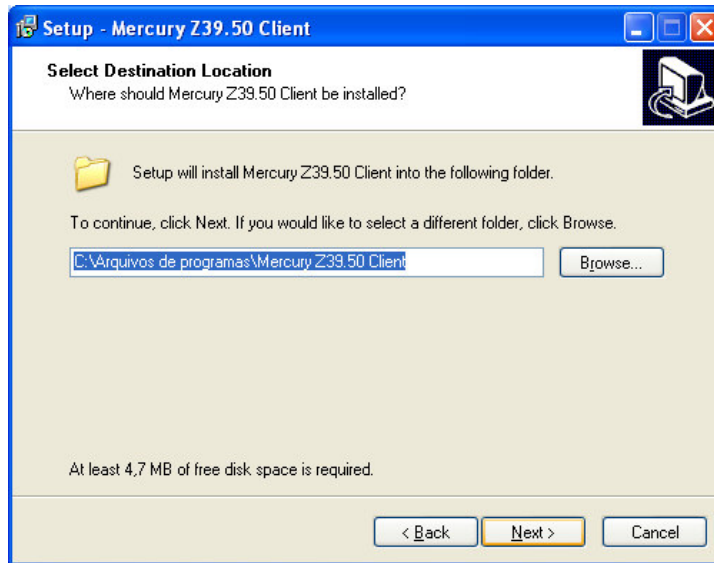 Setup - Mercury Z39.50 Client
Select Destination Location
Where should Mercury Z39.50 Client be installed?
Setup will install Mercury Z39.50 Client into the following folder.
To continue, click Next. If you would like to select a different folder, click Browse.
C:\Arquivos de programas\Mercury Z39.50 Client
Browse...
At least 4,7 MB of free disk space is required.
< Back Next > Cancel